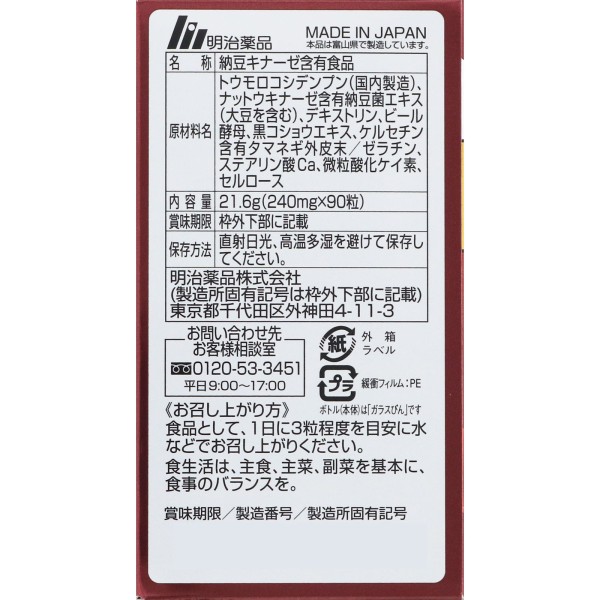 明治薬品
MADE IN JAPAN
本品は富山県で製造しています。
名 称 納豆キナーゼ含有食品
原材料名
トウモロコシデンプン(国内製造)、
ナットウキナーゼ含有納豆菌エキス
(大豆を含む)、デキストリン、ビール
酵母、黒コショウエキス、ケルセチン
含有タマネギ外皮末/ゼラチン、
ステアリン酸Ca、微粒酸化ケイ素、
セルロース
内 容 量 21.6g(240mg×90粒)
賞味期限 枠外下部に記載
保存方法 直射日光、高温多湿を避けて保存し
てください。
明治薬品株式会社
(製造所固有記号は枠外下部に記載)
東京都千代田区外神田4-11-3
お問い合わせ先
お客様相談室
0120-53-3451
平日9:00~17:00
紙
外 箱
ラベル
プラ
緩衝フィルム:PE
ボトル(本体)は「ガラスびん」です
《お召し上がり方》
食品として、1日に3粒程度を目安に水
などでお召し上がりください。
食生活は、主食、主菜、副菜を基本に、
食事のバランスを。
賞味期限/製造番号/製造所固有記号